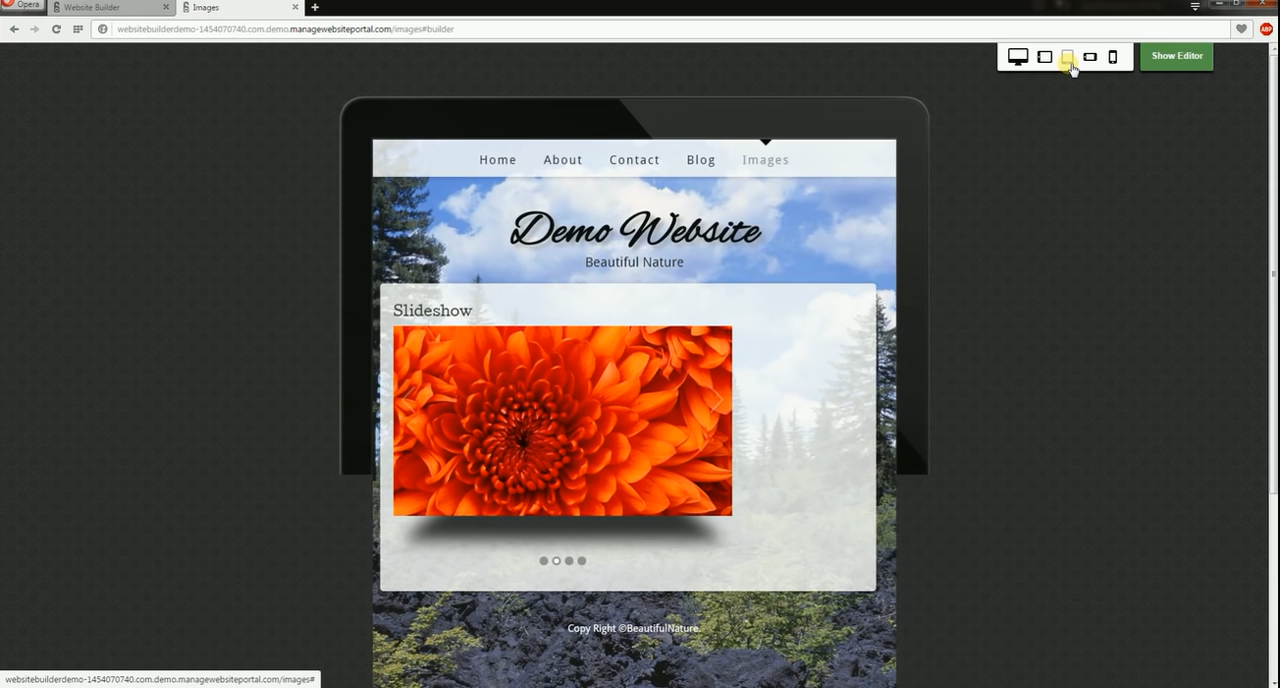 Opera
Website Builder
Images
websitebuilderdemo-1454070740.com.demo.managewebsiteportal.com/images#builder
ABP
Show Editor
Home About Contact Blog Images
Demo Website
Beautiful Nature
Slideshow
Copy Right ©BeautifulNature.
websitebuilderdemo-1454070740.com.demo.managewebsiteportal.com/images#